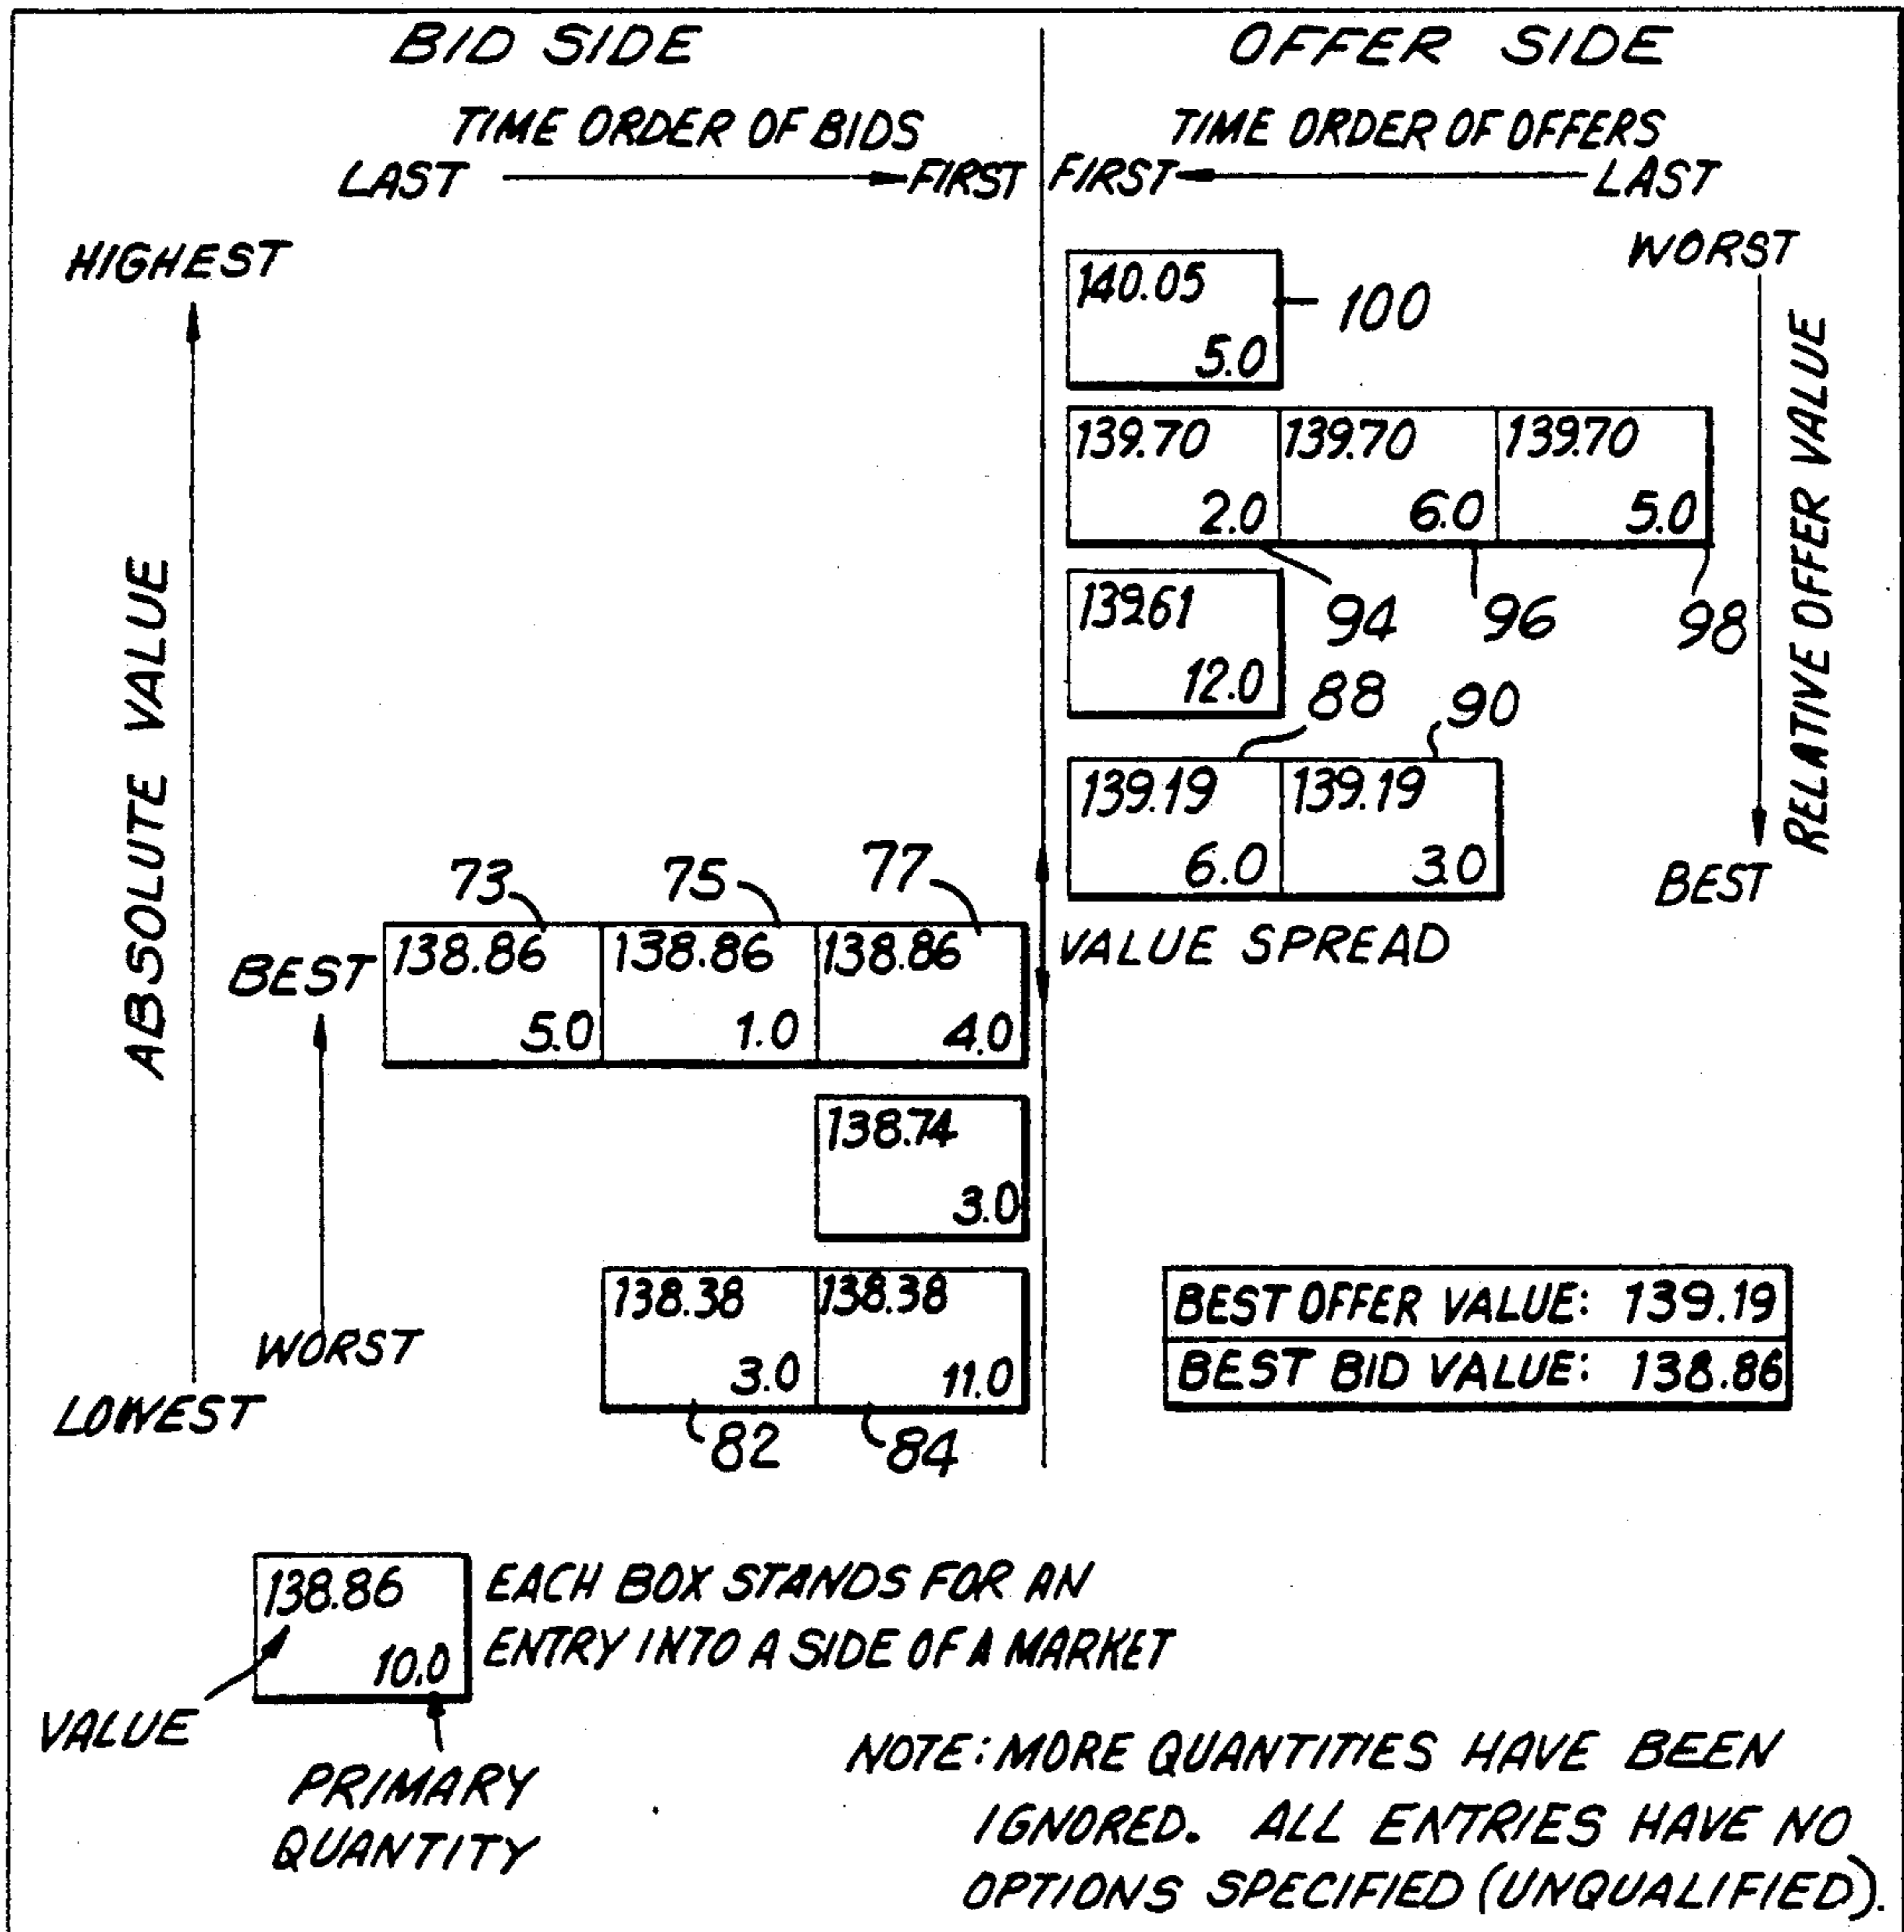 BID SIDE
OFFER SIDE
TIME ORDER OF BIDS
LAST FIRST
TIME ORDER OF OFFERS
FIRST LAST
HIGHEST
ABSOLUTE VALUE
LOWEST
WORST
RELATIVE OFFER VALUE
BEST
140.05
5.0
100
139.70 139.70 139.70
2.0 6.0 5.0
94 96 98
139.61
12.0
88 90
139.19 139.19
6.0 3.0
VALUE SPREAD
73 75 77
BEST
138.86 138.86 138.86
5.0 1.0 4.0
138.74
3.0
WORST
138.38 138.38
3.0 11.0
82 84
BEST OFFER VALUE: 139.19
BEST BID VALUE: 138.86
138.86
10.0
VALUE
PRIMARY
QUANTITY
EACH BOX STANDS FOR AN
ENTRY INTO A SIDE OF A MARKET
NOTE: MORE QUANTITIES HAVE BEEN
IGNORED. ALL ENTRIES HAVE NO
OPTIONS SPECIFIED (UNQUALIFIED).